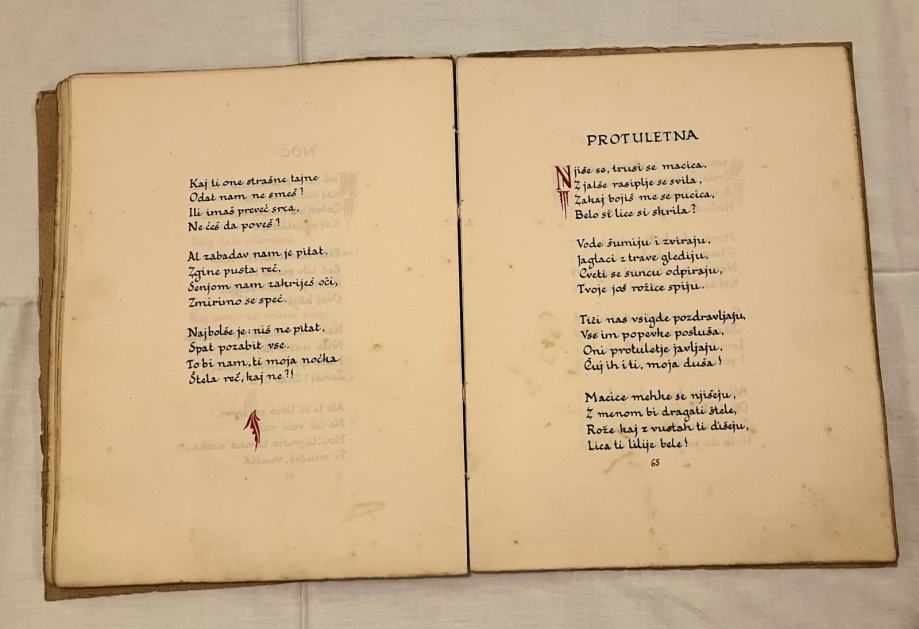 Kaj ti one strašne tajne
Odat nam ne smeš?
Ili imaš preveč srca,
Ne ćeš da poveš?
Al zabadav nam je pitat,
Zgine pusta reč,
Senjom nam zakriješ oči,
Zmirimo se speč.
Najbolše je: niš ne pitat,
Spat pozabit vse.
To bi nam, ti moja noćka
Štela reč, kaj ne?!
PROTULETNA
Njiše se, trusi se macica,
Z jalše rasiplje se svila,
Zakaj bojiš me se pucica,
Belo si lice si skrila?
Vode šumiju i zviraju,
Jaglaci z trave glediju,
Cveti se suncu odpiraju,
Tvoje još rožice spiju.
Tiči nas vsigde pozdravljaju,
Vse im popevke posluša,
Oni protuletje javljaju,
Čuj ih i ti, moja duša!
Macice mehke se njišeju,
Z menom bi dragati štele,
Rože kaj z vustah ti dišeju,
Lica ti lilije bele!
65